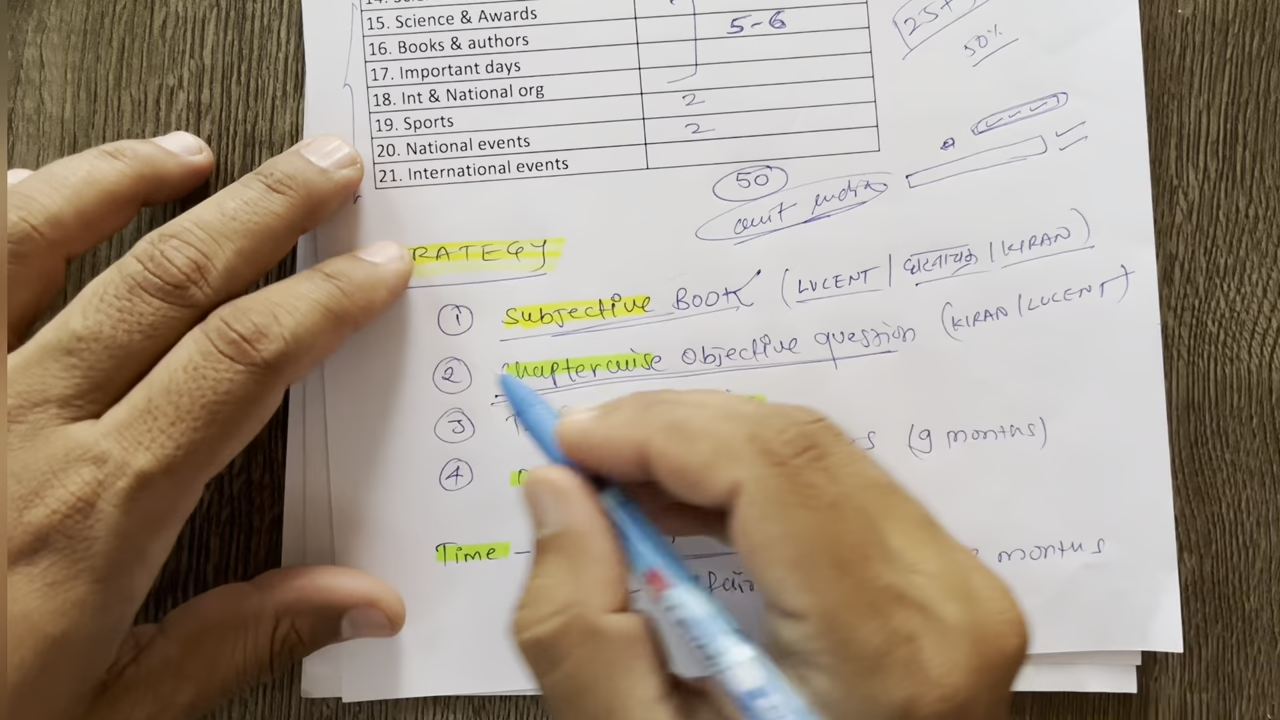 15. Science & Awards
5-6
50%
16. Books & authors
17. Important days
18. Int & National org
2
19. Sports
2
20. National events
21. International events
50
Quit India
RATEGY
1 Subjective BOOK (LUCENT / घटनाचक्र / KIRAN)
2 Chapterwise Objective question (KIRAN / LUCENT)
3 (9 months)
4
Time – months